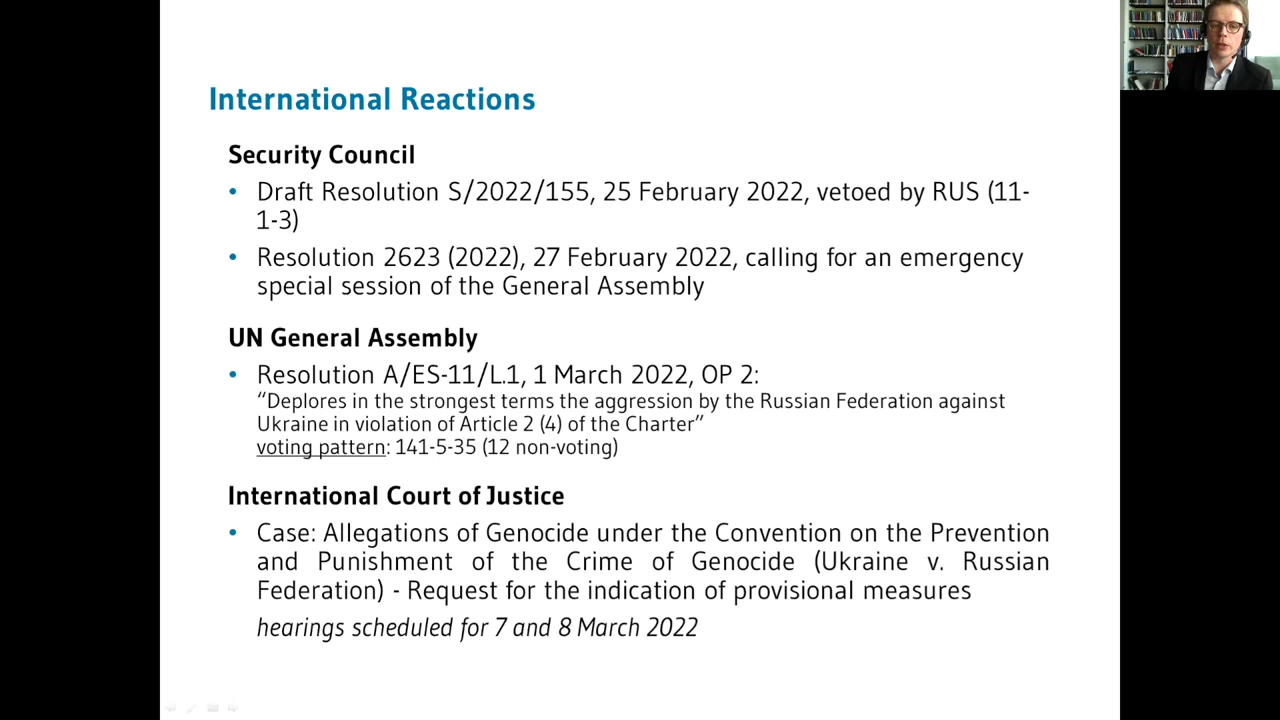 International Reactions
Security Council
• Draft Resolution S/2022/155, 25 February 2022, vetoed by RUS (11-
1-3)
• Resolution 2623 (2022), 27 February 2022, calling for an emergency
special session of the General Assembly
UN General Assembly
• Resolution A/ES-11/L.1, 1 March 2022, OP 2:
“Deplores in the strongest terms the aggression by the Russian Federation against
Ukraine in violation of Article 2 (4) of the Charter”
voting pattern: 141-5-35 (12 non-voting)
International Court of Justice
• Case: Allegations of Genocide under the Convention on the Prevention
and Punishment of the Crime of Genocide (Ukraine v. Russian
Federation) - Request for the indication of provisional measures
hearings scheduled for 7 and 8 March 2022